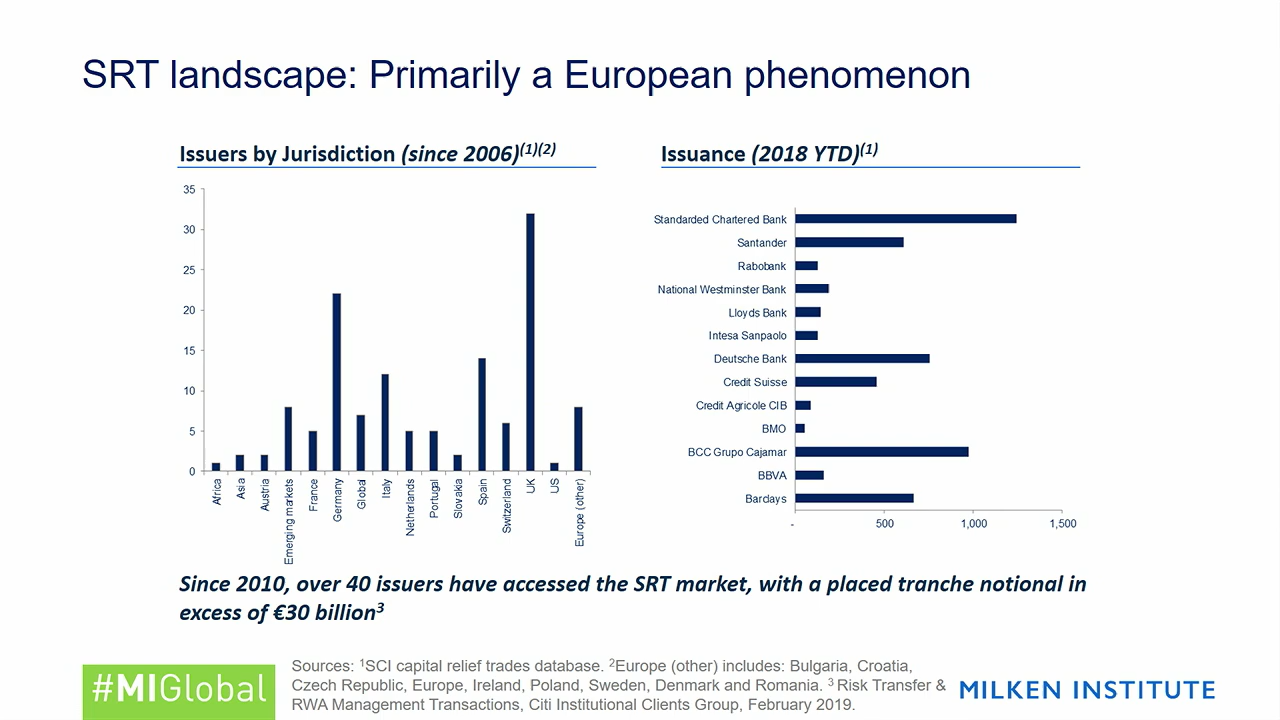 SRT landscape: Primarily a European phenomenon
Issuers by Jurisdiction (since 2006)(1)(2)
35
30
25
20
15
10
5
0
Africa
Asia
Austria
Emerging markets
France
Germany
Global
Italy
Netherlands
Portugal
Slovakia
Spain
Switzerland
UK
US
Europe (other)
Issuance (2018 YTD)(1)
Standarded Chartered Bank
Santander
Rabobank
National Westminster Bank
Lloyds Bank
Intesa Sanpaolo
Deutsche Bank
Credit Suisse
Credit Agricole CIB
BMO
BCC Grupo Cajamar
BBVA
Barclays
- 500 1,000 1,500
Since 2010, over 40 issuers have accessed the SRT market, with a placed tranche notional in
excess of €30 billion3
#MIGlobal
Sources: 1SCI capital relief trades database. 2Europe (other) includes: Bulgaria, Croatia,
Czech Republic, Europe, Ireland, Poland, Sweden, Denmark and Romania. 3 Risk Transfer &
RWA Management Transactions, Citi Institutional Clients Group, February 2019.
MILKEN INSTITUTE